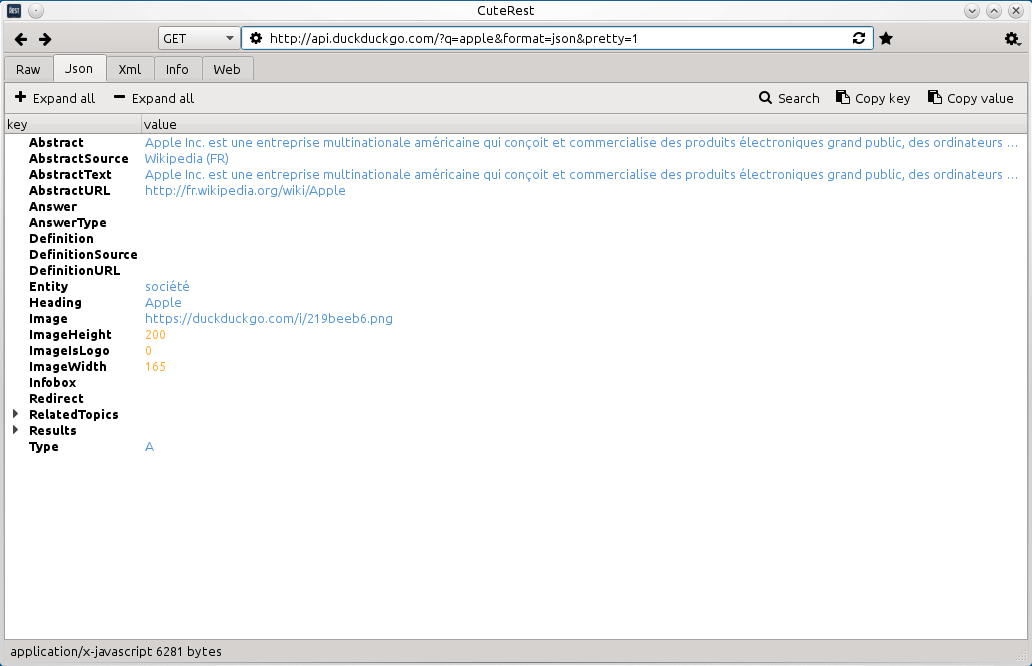 CuteRest
GET http://api.duckduckgo.com/?q=apple&format=json&pretty=1
Raw Json Xml Info Web
Expand all Expand all Search Copy key Copy value
key value
Abstract Apple Inc. est une entreprise multinationale américaine qui conçoit et commercialise des produits électroniques grand public, des ordinateurs ...
AbstractSource Wikipedia (FR)
AbstractText Apple Inc. est une entreprise multinationale américaine qui conçoit et commercialise des produits électroniques grand public, des ordinateurs ...
AbstractURL http://fr.wikipedia.org/wiki/Apple
Answer
AnswerType
Definition
DefinitionSource
DefinitionURL
Entity société
Heading Apple
Image https://duckduckgo.com/i/219beeb6.png
ImageHeight 200
ImageIsLogo 0
ImageWidth 165
Infobox
Redirect
RelatedTopics
Results
Type A
application/x-javascript 6281 bytes